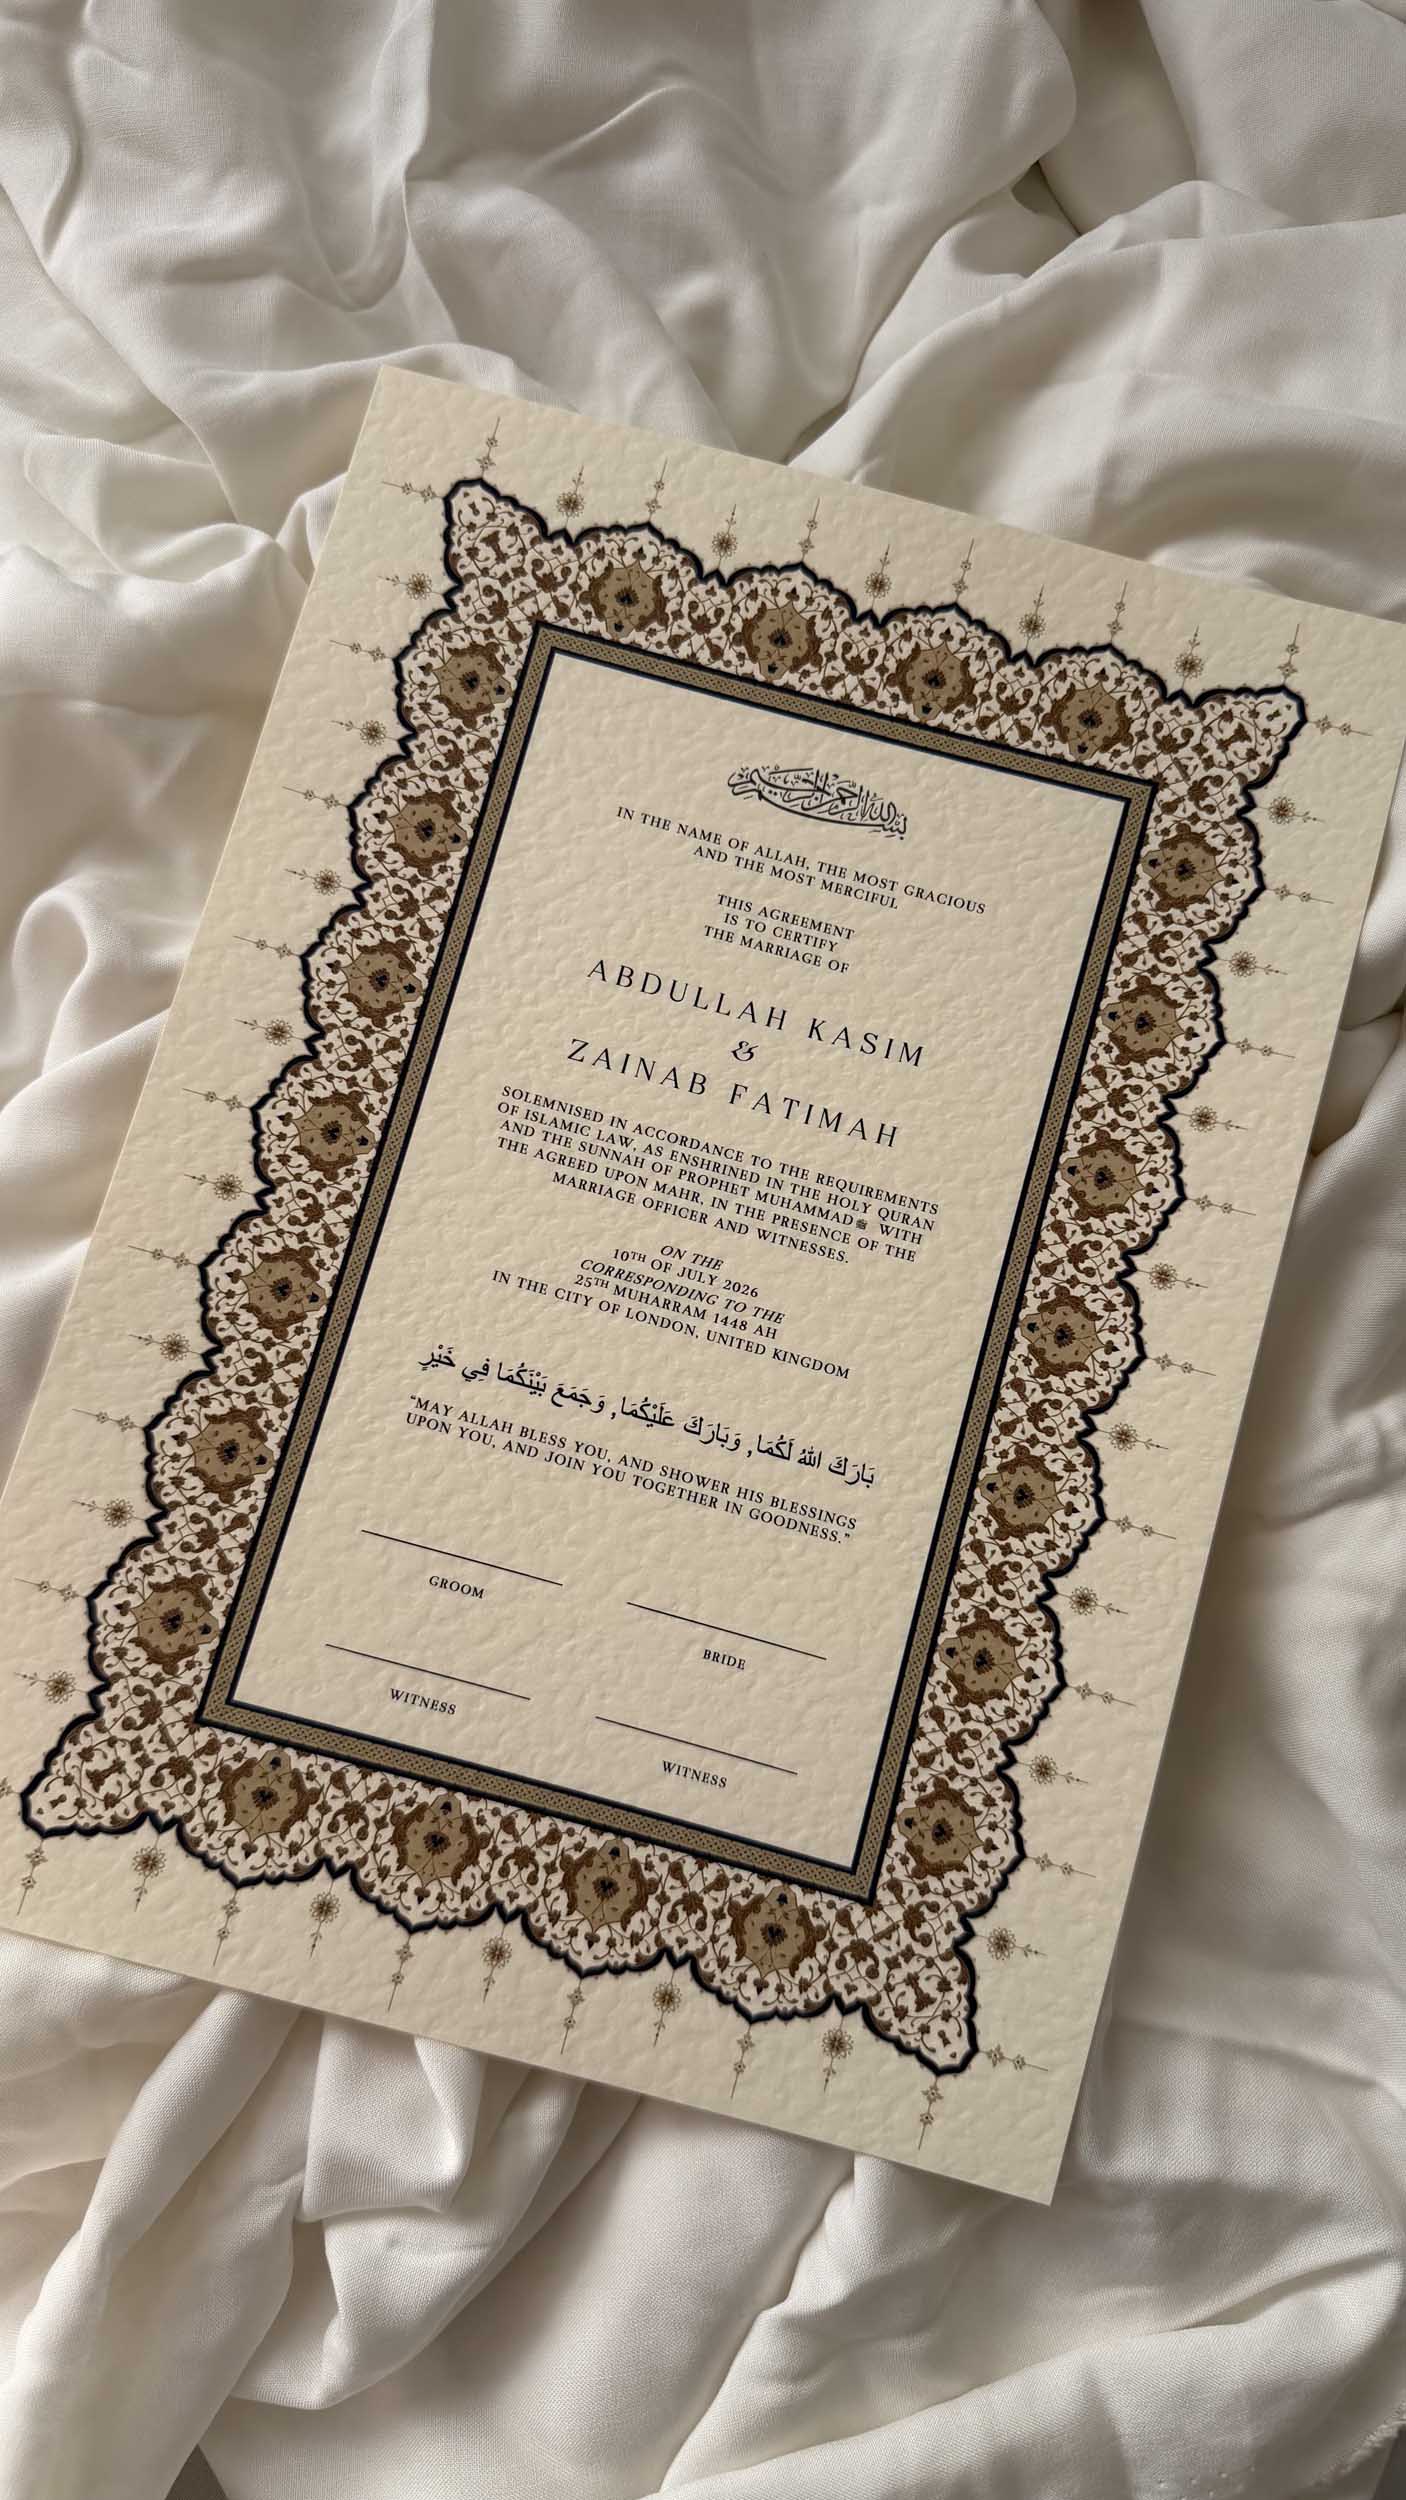 بسم الله الرحمن الرحيم
IN THE NAME OF ALLAH, THE MOST GRACIOUS
AND THE MOST MERCIFUL
THIS AGREEMENT
IS TO CERTIFY
THE MARRIAGE OF
ABDULLAH KASIM
&
ZAINAB FATIMAH
SOLEMNISED IN ACCORDANCE TO THE REQUIREMENTS
OF ISLAMIC LAW, AS ENSHRINED IN THE HOLY QURAN
AND THE SUNNAH OF PROPHET MUHAMMAD ﷺ WITH
THE AGREED UPON MAHR, IN THE PRESENCE OF THE
MARRIAGE OFFICER AND WITNESSES.
ON THE
10TH OF JULY 2026
CORRESPONDING TO THE
25TH MUHARRAM 1448 AH
IN THE CITY OF LONDON, UNITED KINGDOM
بَارَكَ اللهُ لَكُمَا, وَبَارَكَ عَلَيْكُمَا, وَجَمَعَ بَيْنَكُمَا فِي خَيْرٍ
"MAY ALLAH BLESS YOU, AND SHOWER HIS BLESSINGS
UPON YOU, AND JOIN YOU TOGETHER IN GOODNESS."
GROOM
BRIDE
WITNESS
WITNESS